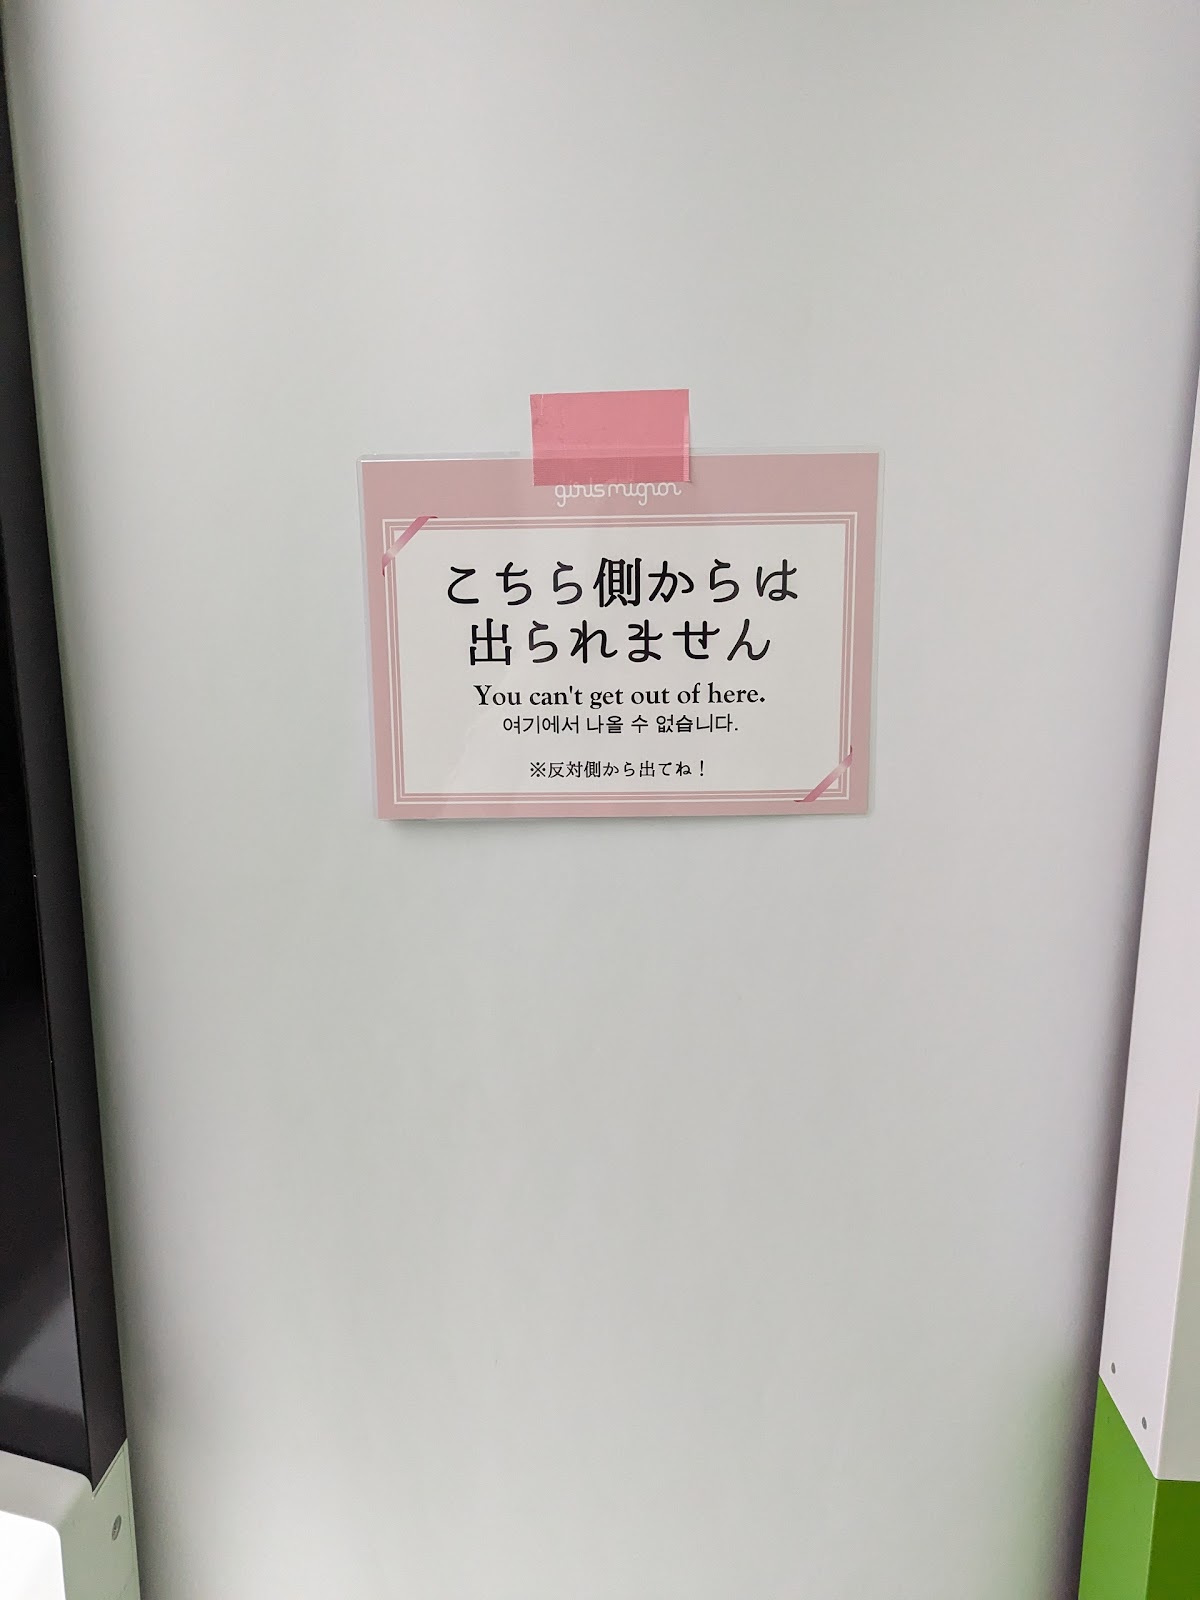 girls mignon
こちら側からは
出られません
You can't get out of here.
여기에서 나올 수 없습니다.
※反対側から出てね！